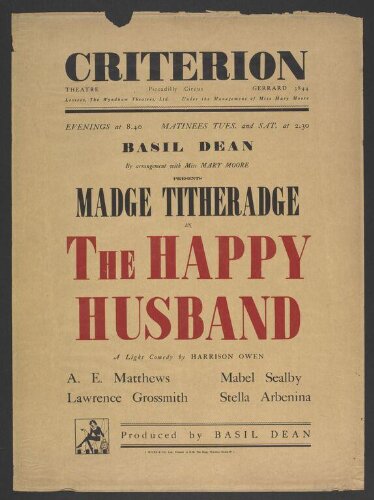 CRITERION
THEATRE Piccadilly Circus GERRARD 3844
Lessees, The Wyndham Theatres, Ltd. Under the Management of Miss Mary Moore
EVENINGS at 8.40 MATINEES TUES. and SAT. at 2.30
BASIL DEAN
By arrangement with Miss MARY MOORE
PRESENTS
MADGE TITHERADGE
IN
THE HAPPY
HUSBAND
A Light Comedy by HARRISON OWEN
A. E. Matthews Mabel Sealby
Lawrence Grossmith Stella Arbenina
Produced by BASIL DEAN